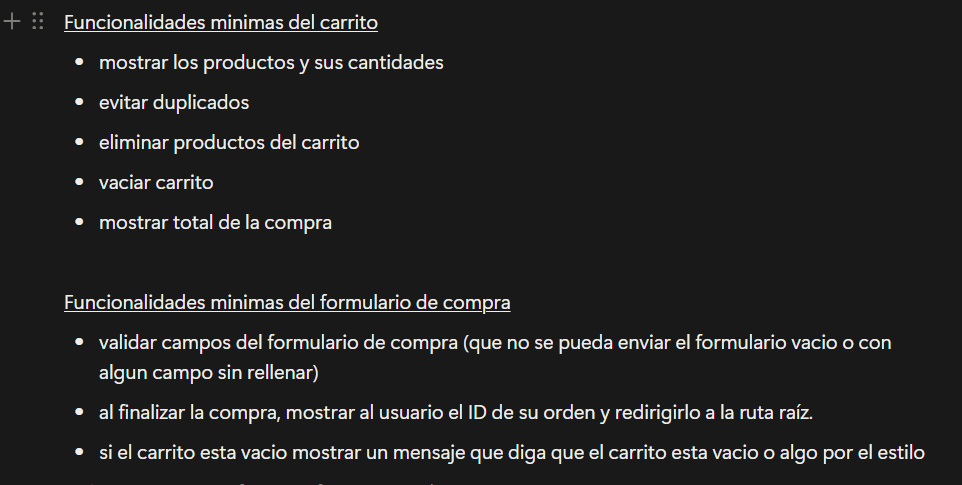 Funcionalidades minimas del carrito
mostrar los productos y sus cantidades
evitar duplicados
eliminar productos del carrito
vaciar carrito
mostrar total de la compra
Funcionalidades minimas del formulario de compra
validar campos del formulario de compra (que no se pueda enviar el formulario vacio o con
algun campo sin rellenar)
al finalizar la compra, mostrar al usuario el ID de su orden y redirigirlo a la ruta raíz.
si el carrito esta vacio mostrar un mensaje que diga que el carrito esta vacio o algo por el estilo